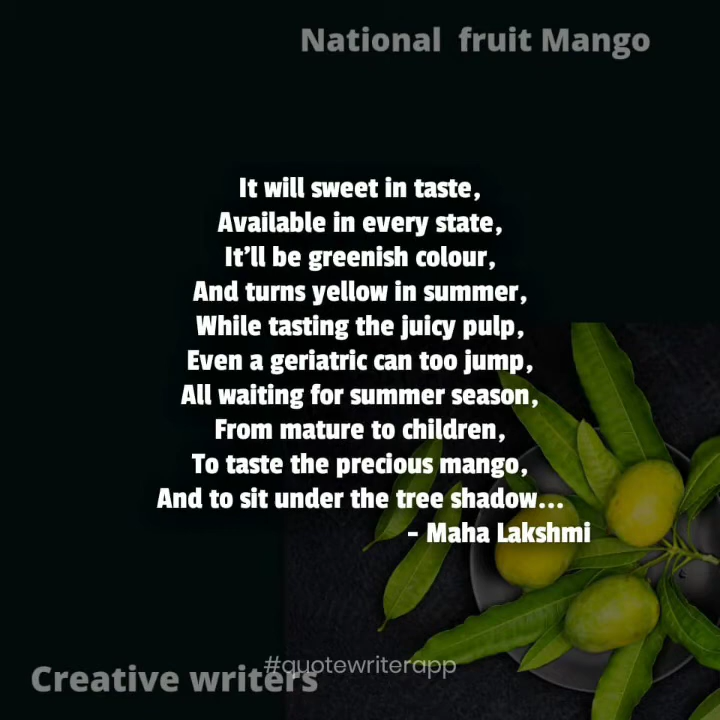 National fruit Mango
It will sweet in taste,
Available in every state,
It’ll be greenish colour,
And turns yellow in summer,
While tasting the juicy pulp,
Even a geriatric can too jump,
All waiting for summer season,
From mature to children,
To taste the precious mango,
And to sit under the tree shadow...
- Maha Lakshmi
#quotewriterapp
Creative writers